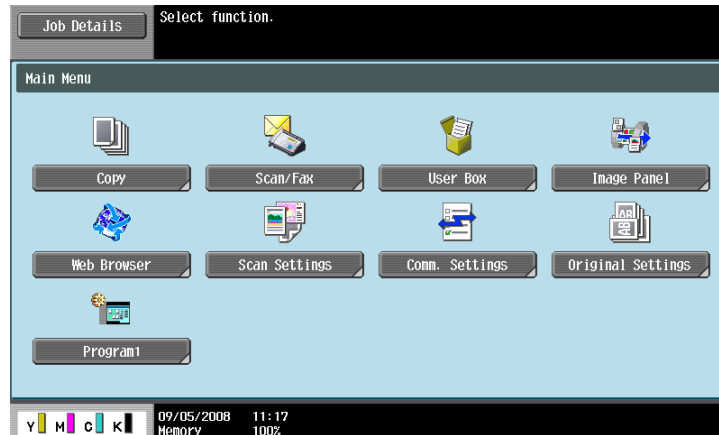 Job Details
Select function.
Main Menu
Copy
Scan/Fax
User Box
Image Panel
Web Browser
Scan Settings
Comm. Settings
Original Settings
Program1
Y M C K
09/05/2008 11:17
Memory 100%